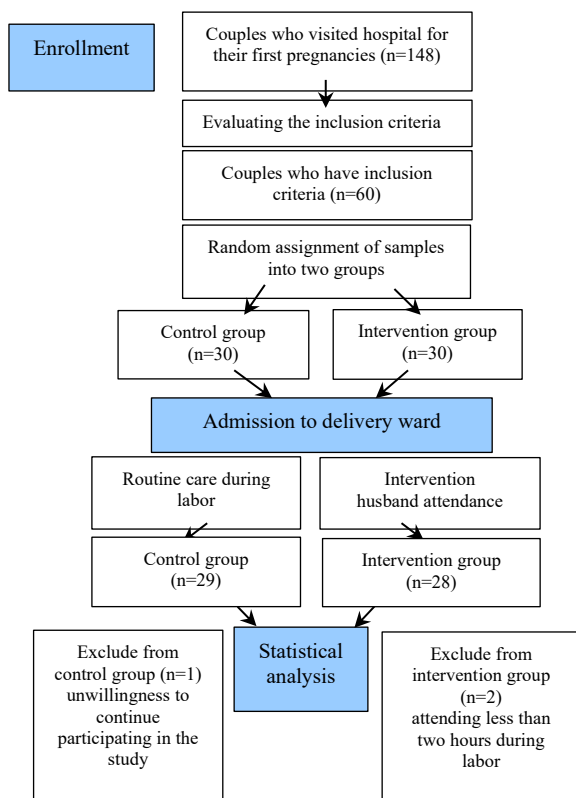 Enrollment
Couples who visited hospital for
their first pregnancies (n=148)
Evaluating the inclusion criteria
Couples who have inclusion
criteria (n=60)
Random assignment of samples
into two groups
Control group
(n=30)
Intervention group
(n=30)
Admission to delivery ward
Routine care during
labor
Intervention
husband attendance
Control group
(n=29)
Intervention group
(n=28)
Statistical
analysis
Exclude from
control group (n=1)
unwillingness to
continue
participating in the
study
Exclude from
intervention group
(n=2)
attending less than
two hours during
labor